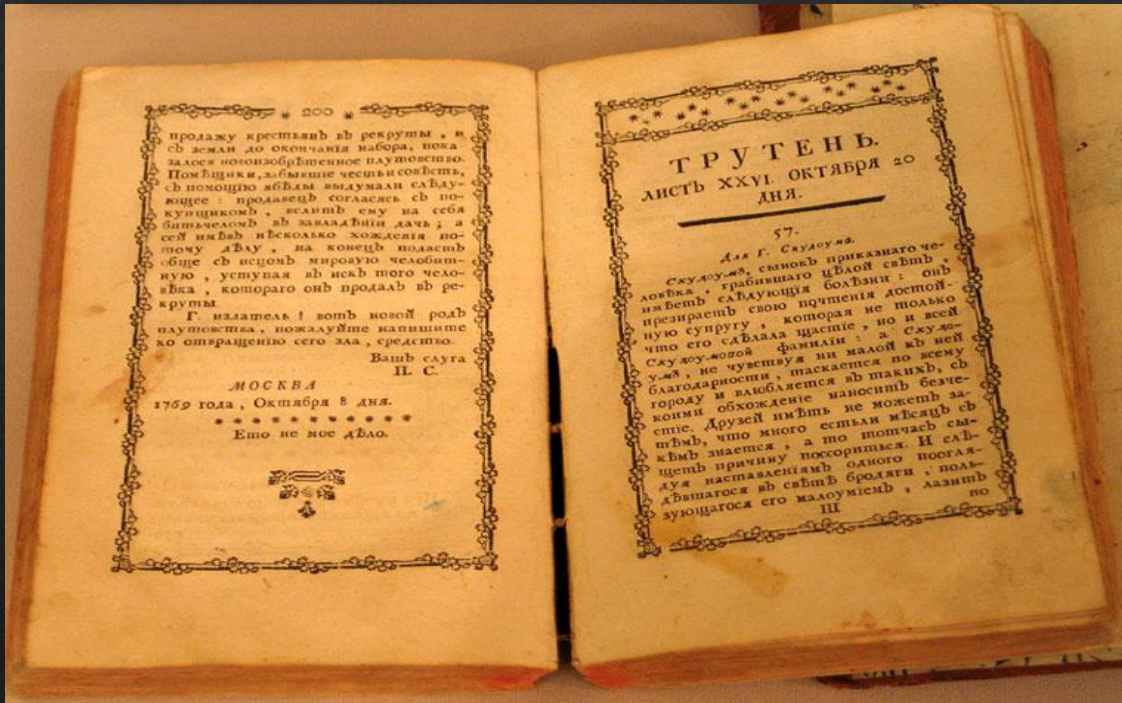 * 200 *
продажу крестьянъ въ рекруты , и
съ земли до окончанія набора, пока-
залося новоизобрѣтенное плутовство.
Помѣщики, забывшіе честь и совѣсть,
съ помощію ябѣды выдумали слѣду-
ющее : продавецъ согласясь съ по-
купщикомъ , велитъ ему на себя
битьчеломъ въ завладѣніи дачь ; а
сей имѣвъ нѣсколько хожденія по-
тому дѣлу , на конецъ подастъ
обще съ исцомъ мировую челобит-
ную , уступая въ искъ того чело-
вѣка , котораго онъ продалъ въ ре-
круты.
Г. издатель ! вотъ новой родъ
плутовства , пожалуйте напишите
ко отвращенію сего зла , средство.
Вашъ слуга
П. С.
МОСКВА
1769 года , Октября 8 дня.
* * * * * * * * * *
Ето не мое дѣло.
ТРУТЕНЬ.
ЛИСТЪ XXVI. ОКТЯБРЯ 20
ДНЯ.
57.
Для Г. Скудоума.
Скудоумъ, сынокъ приказнаго че-
ловѣка , грабившаго цѣлой свѣтъ ,
имѣетъ слѣдующія болѣзни : онъ
презираетъ свою почтенія достой-
ную супругу , которая не только
что его сдѣлала щастіе , но и всей
Скудоумовой фамиліи : а Скудо-
умъ , не чувствуя ни малой къ ней
благодарности , таскается по всему
городу и влюбляется въ такихъ, съ
коими обхожденіе наноситъ безче-
стіе. Друзей имѣть не можетъ за-
тѣмъ, что много естьли мѣсяцъ съ
кѣмъ знается , а то тотчасъ сы-
щетъ причину поссориться. И слѣ-
дуя наставленіямъ одного поогля-
дѣвшагося въ свѣтѣ бродяги , поль-
зующагося его малоуміемъ , лазитъ
Ш
по